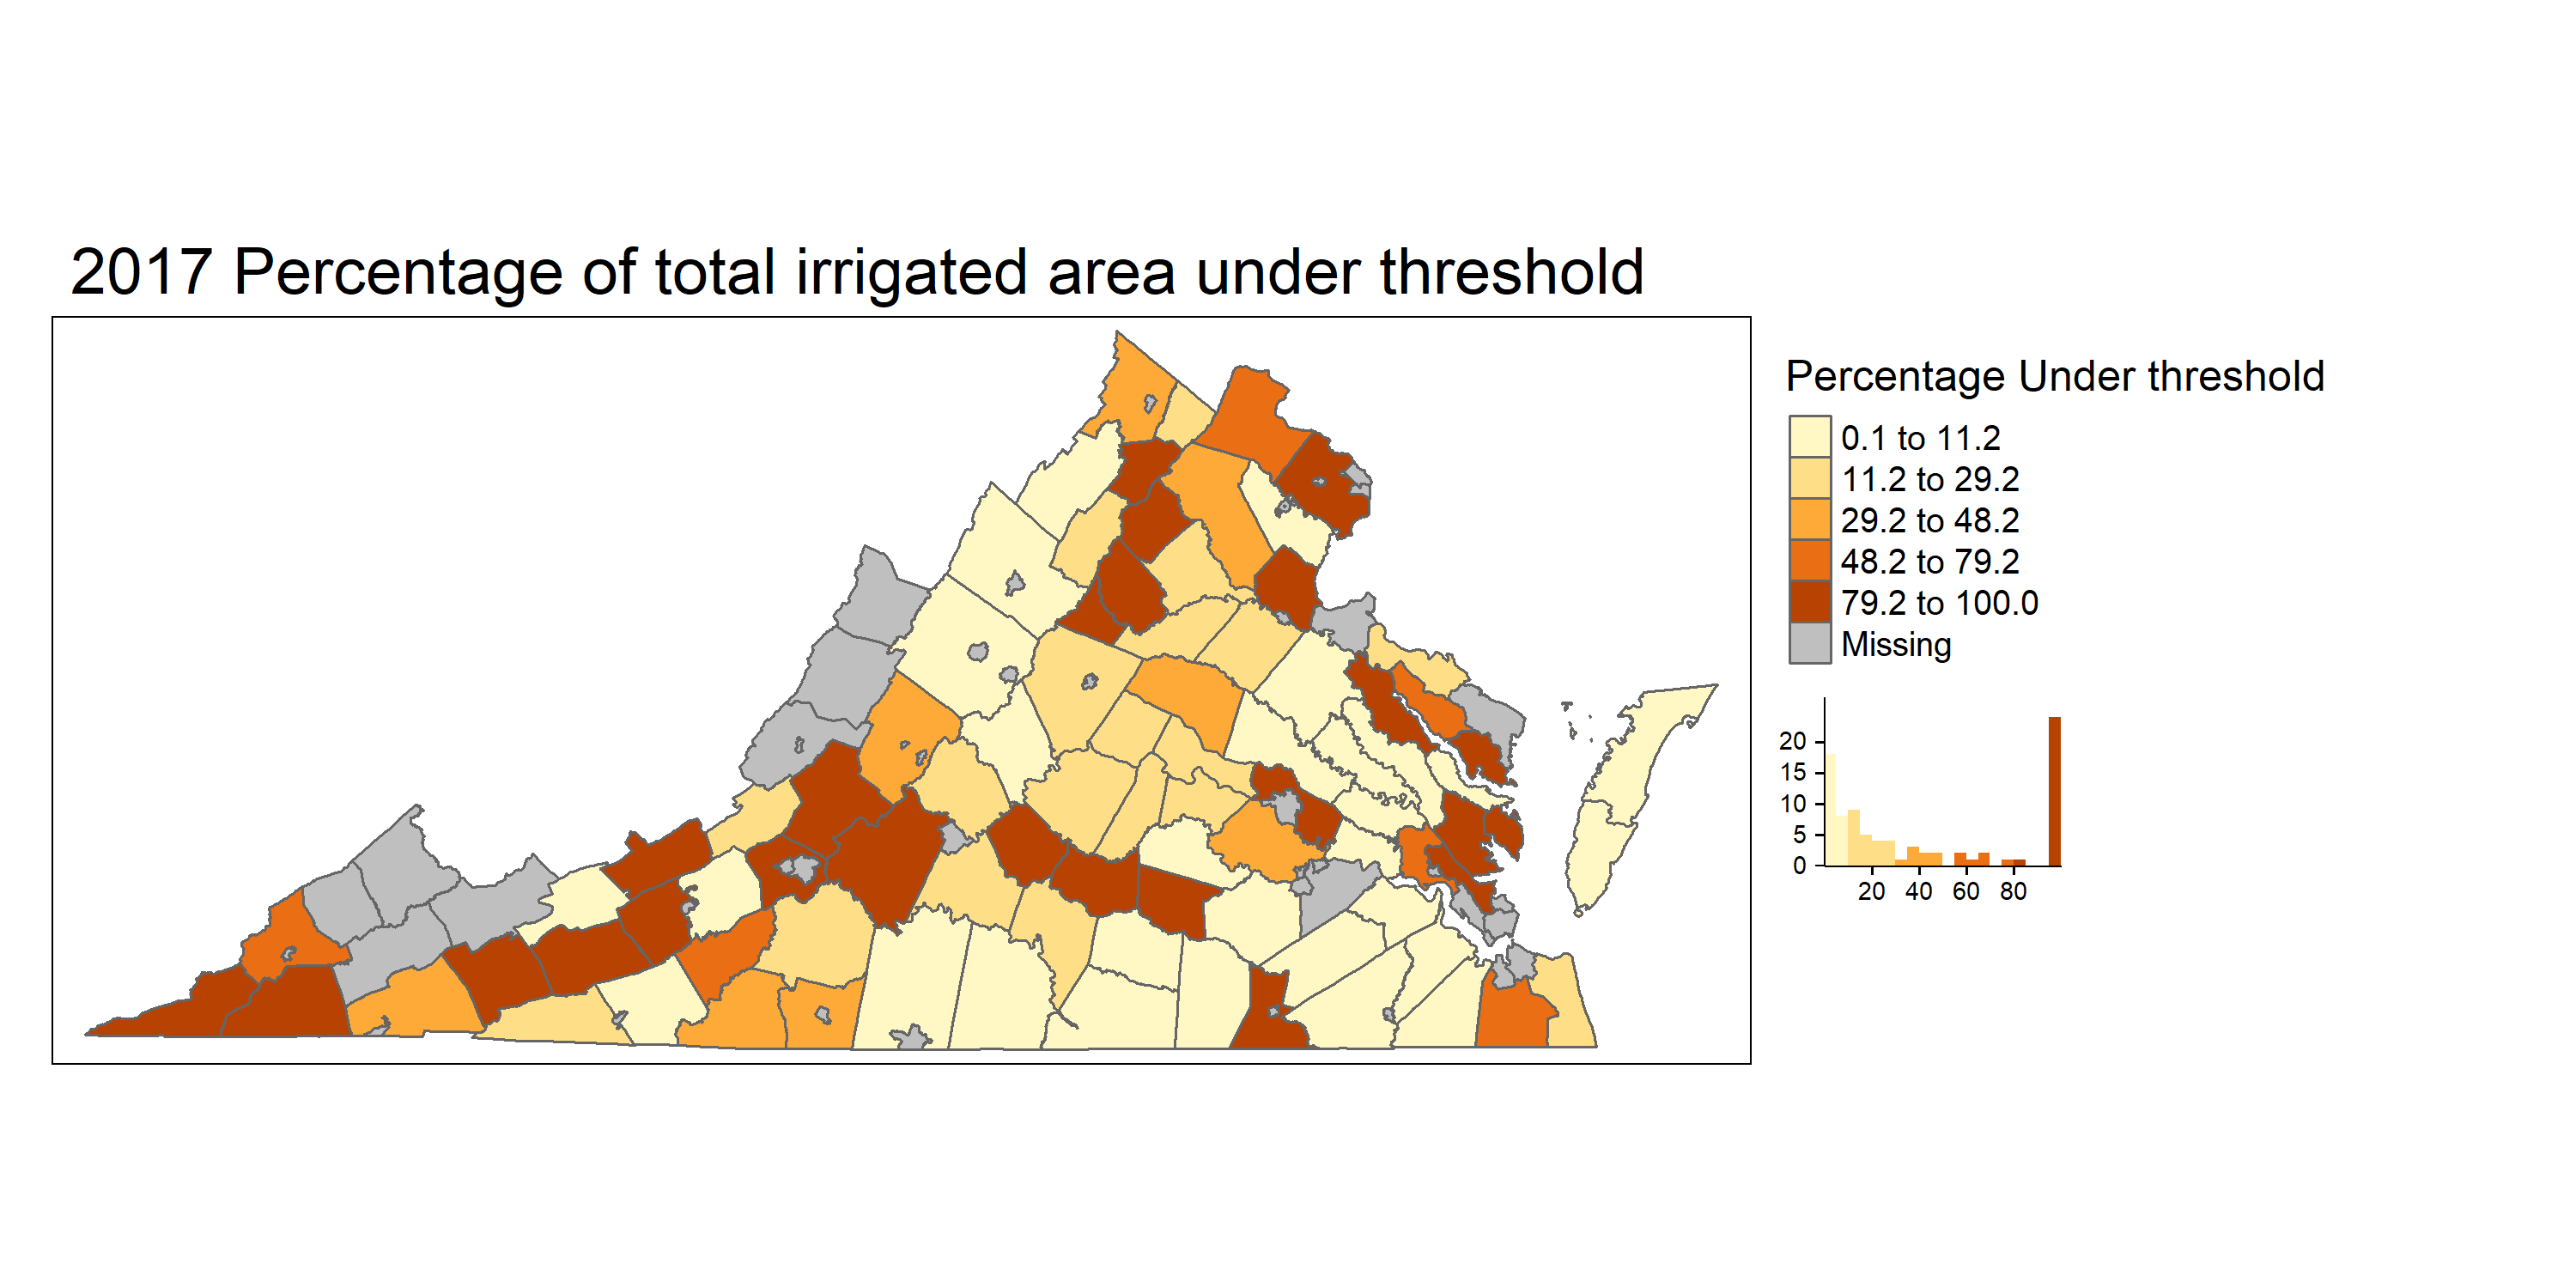 2017 Percentage of total irrigated area under threshold
Percentage Under threshold
0.1 to 11.2
11.2 to 29.2
29.2 to 48.2
48.2 to 79.2
79.2 to 100.0
Missing
20
15
10
5
0
20 40 60 80